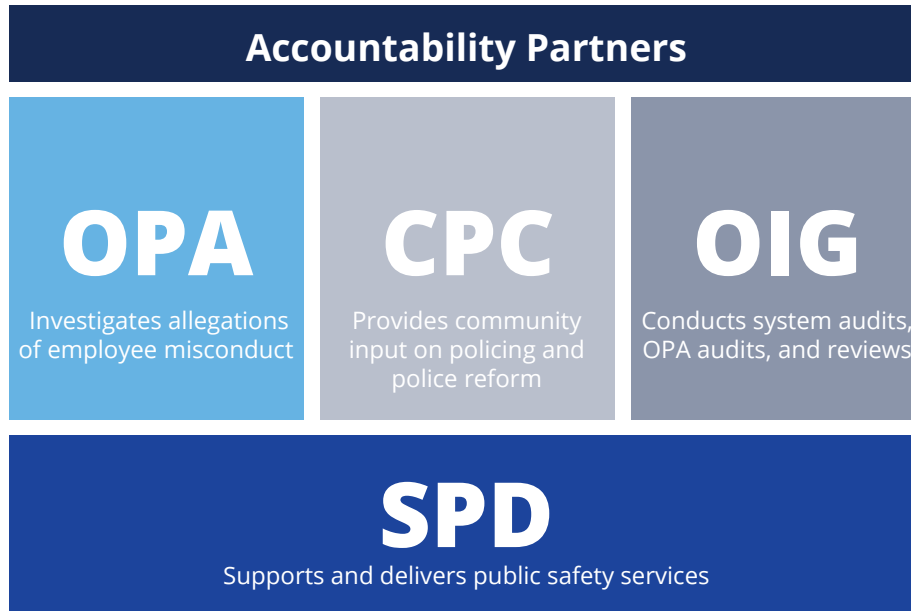 Accountability Partners
OPA
Investigates allegations
of employee misconduct
CPC
Provides community
input on policing and
police reform
OIG
Conducts system audits,
OPA audits, and reviews
SPD
Supports and delivers public safety services